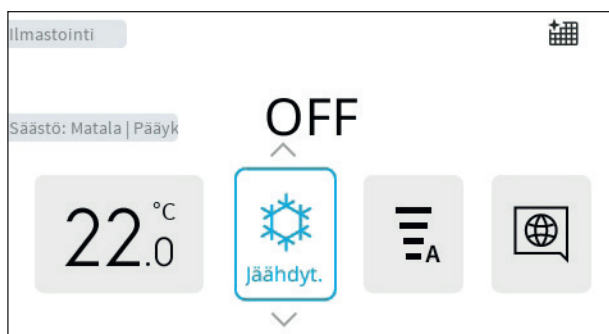 Ilmastointi
OFF
Säästö: Matala | Pääyk
22.0 °C
Jäähdyt.
A